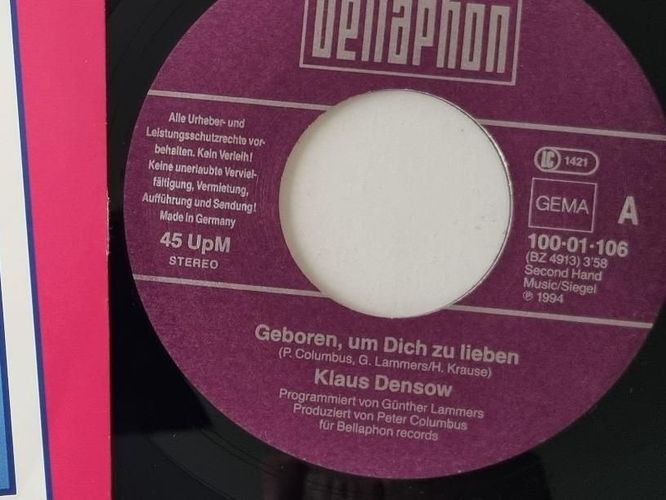 Bellaphon
Alle Urheber- und
Leistungsschutzrechte vor-
behalten. Kein Verleih!
Keine unerlaubte Verviel-
fältigung, Vermietung,
Aufführung und Sendung!
Made in Germany
45 UpM
STEREO
LC 1421
GEMA
A
100·01·106
(BZ 4913) 3'58
Second Hand
Music/Siegel
℗ 1994
Geboren, um Dich zu lieben
(P. Columbus, G. Lammers/H. Krause)
Klaus Densow
Programmiert von Günther Lammers
Produziert von Peter Columbus
für Bellaphon records